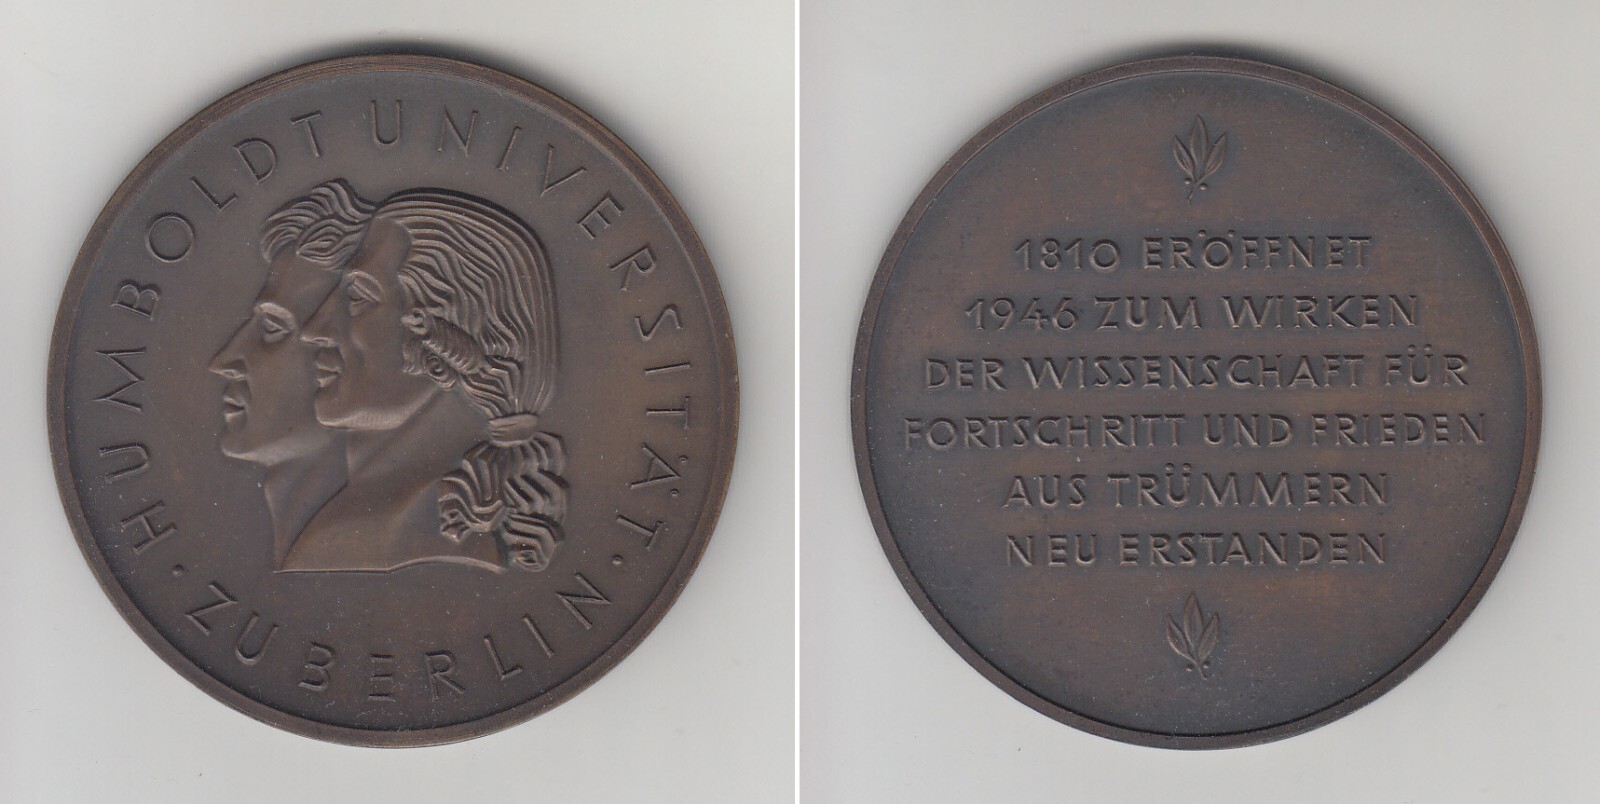 HUMBOLDT UNIVERSITÄT
· ZU BERLIN ·
1810 ERÖFFNET
1946 ZUM WIRKEN
DER WISSENSCHAFT FÜR
FORTSCHRITT UND FRIEDEN
AUS TRÜMMERN
NEU ERSTANDEN